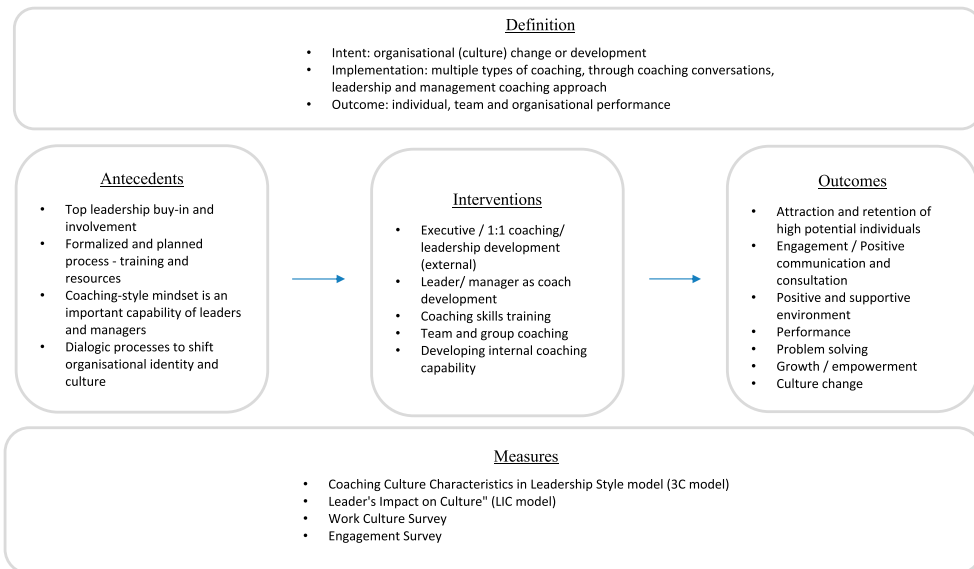 Definition
• Intent: organisational (culture) change or development
• Implementation: multiple types of coaching, through coaching conversations,
leadership and management coaching approach
• Outcome: individual, team and organisational performance
Antecedents
• Top leadership buy-in and
involvement
• Formalized and planned
process - training and
resources
• Coaching-style mindset is an
important capability of leaders
and managers
• Dialogic processes to shift
organisational identity and
culture
Interventions
• Executive / 1:1 coaching/
leadership development
(external)
• Leader/ manager as coach
development
• Coaching skills training
• Team and group coaching
• Developing internal coaching
capability
Outcomes
• Attraction and retention of
high potential individuals
• Engagement / Positive
communication and
consultation
• Positive and supportive
environment
• Performance
• Problem solving
• Growth / empowerment
• Culture change
Measures
• Coaching Culture Characteristics in Leadership Style model (3C model)
• Leader's Impact on Culture" (LIC model)
• Work Culture Survey
• Engagement Survey